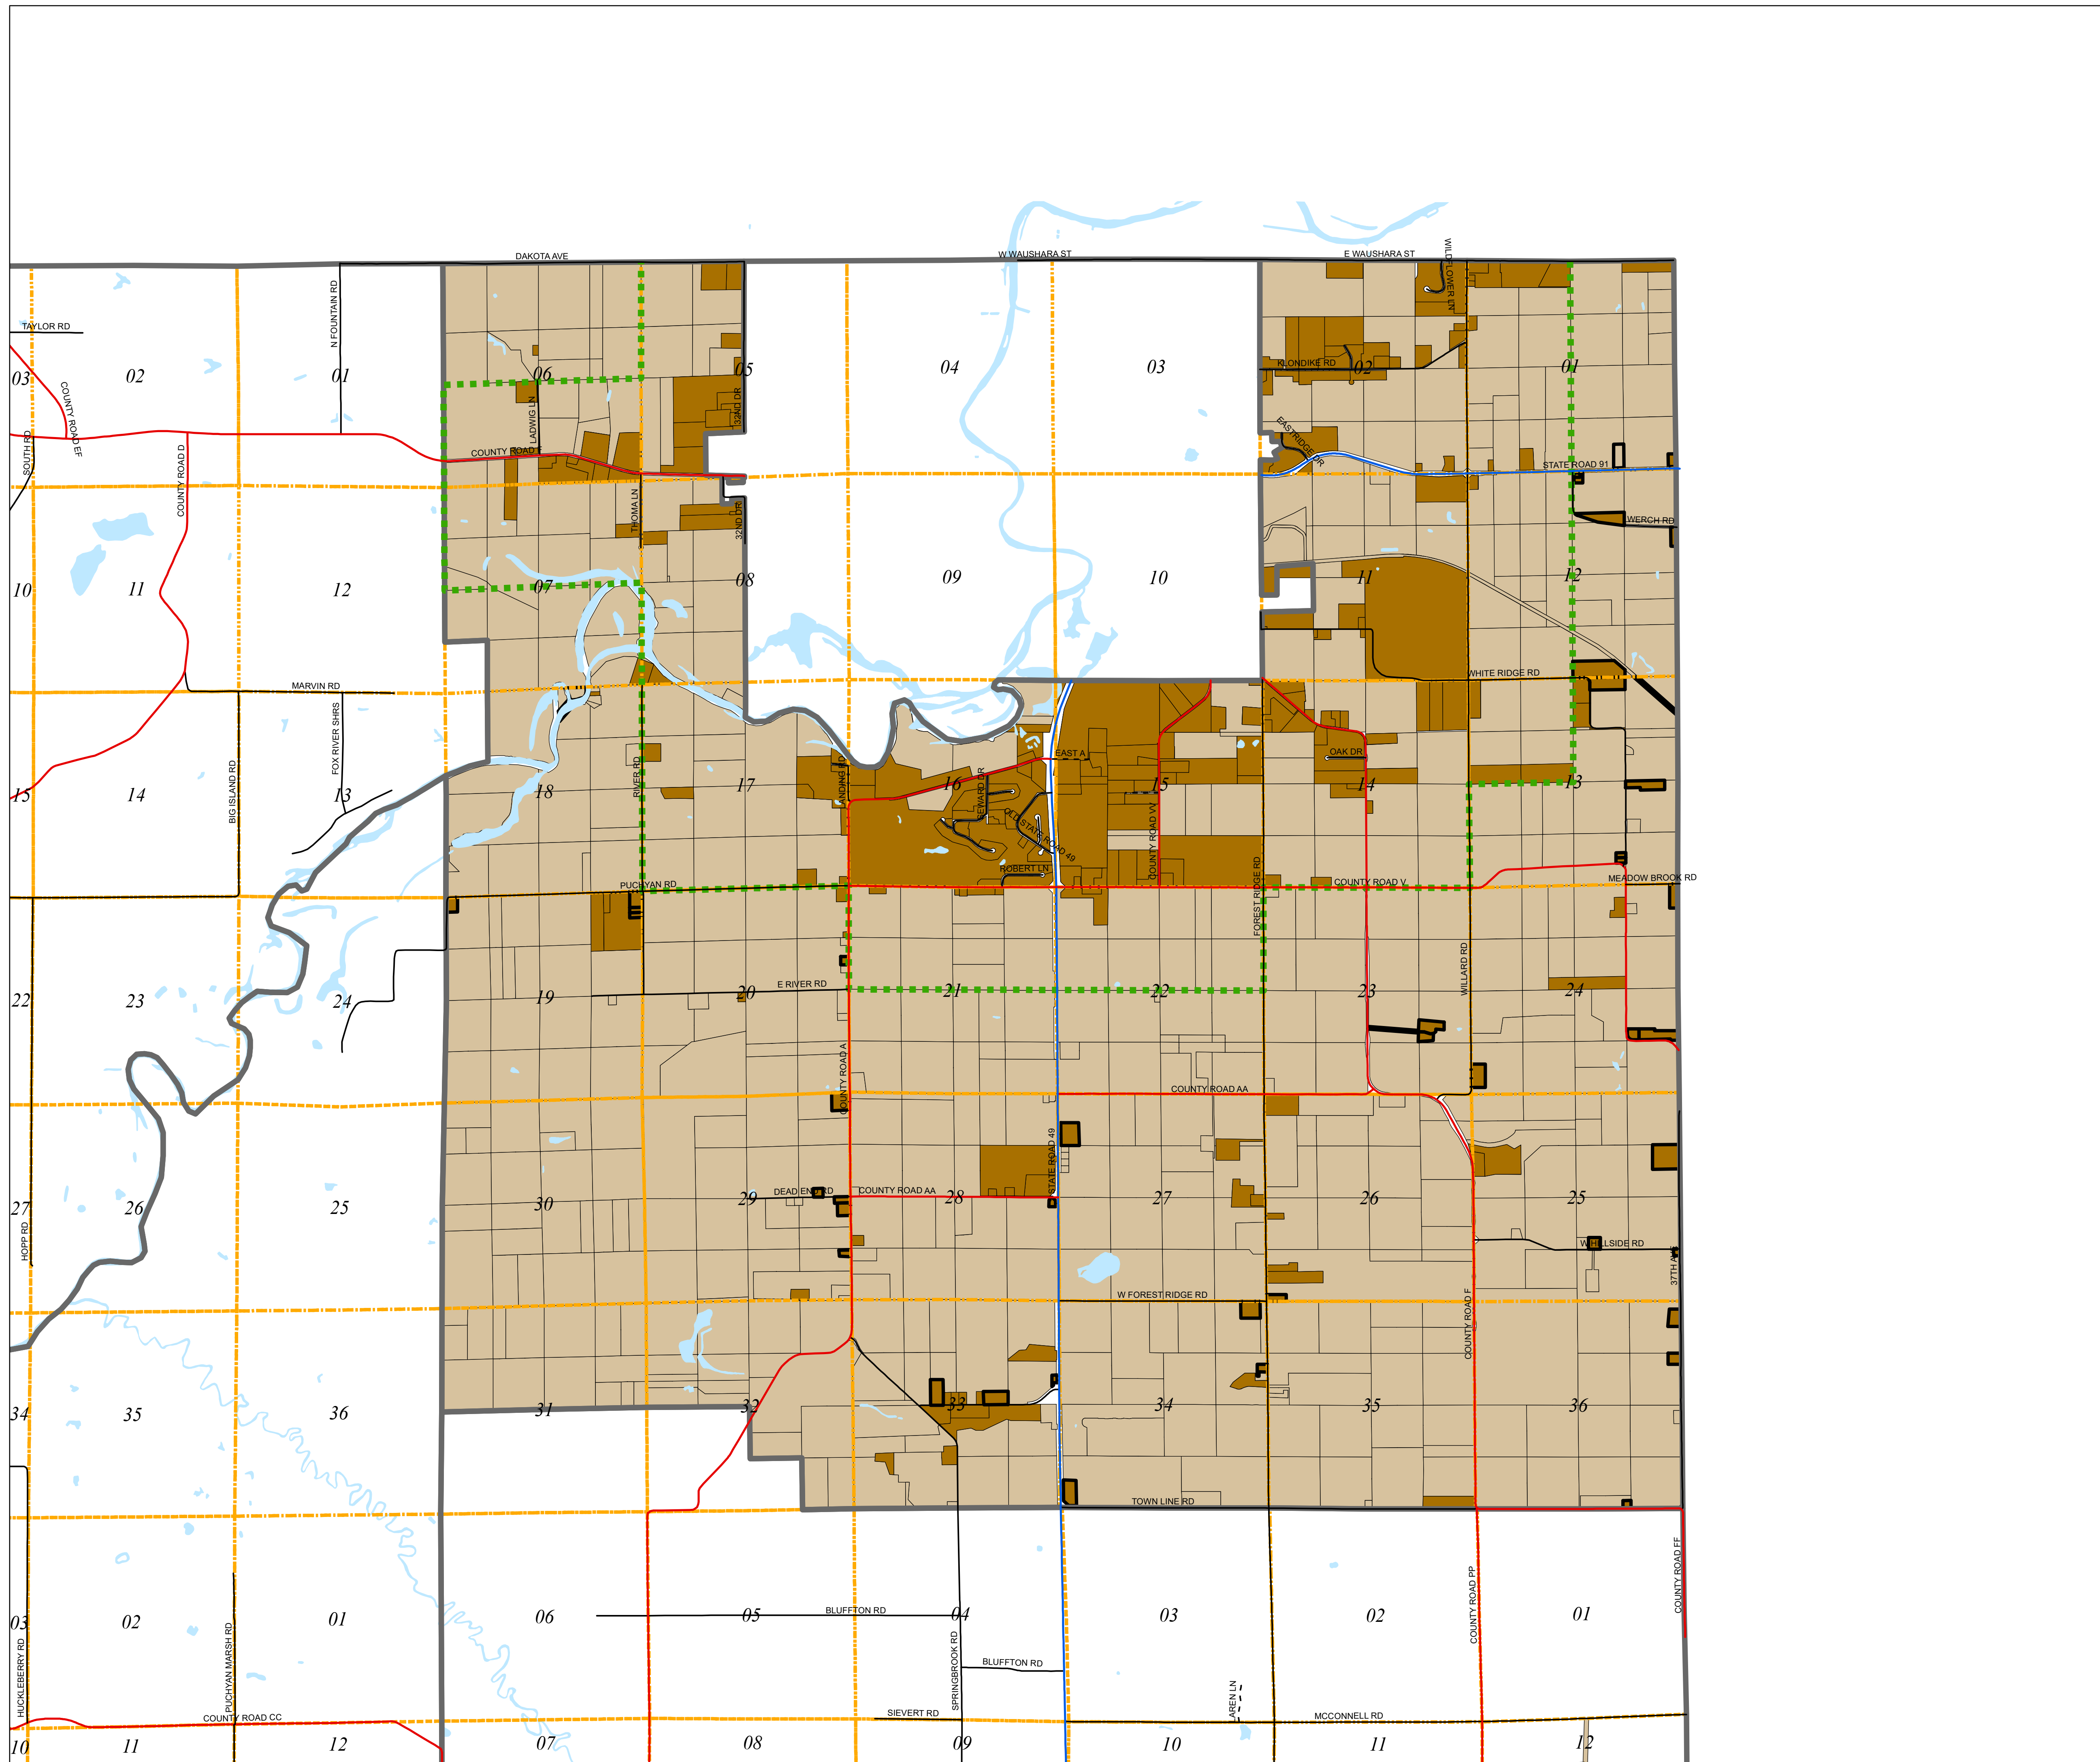 DAKOTA AVE
W WAUSHARA ST
E WAUSHARA ST
WILDFLOWER LN
N FOUNTAIN RD
TAYLOR RD
03
02
01
06
05
04
03
02
01
KLONDIKE RD
COUNTY ROAD EF
LADWIG LN
32ND DR
SOUTH RD
COUNTY ROAD D
COUNTY ROAD F
EASTRIDGE DR
STATE ROAD 91
THOMA LN
32ND DR
WERCH RD
10
11
12
07
08
09
10
11
12
MARVIN RD
WHITE RIDGE RD
FOX RIVER SHRS
BIG ISLAND RD
RIVER RD
LANDING RD
EAST A
OAK DR
15
14
13
18
17
16
15
14
13
SEWARD DR
OLD STATE ROAD 49
COUNTY ROAD VV
ROBERT LN
PUCHYAN RD
COUNTY ROAD V
MEADOW BROOK RD
FOREST RIDGE RD
WILLARD RD
E RIVER RD
22
23
24
19
20
21
22
23
24
COUNTY ROAD A
COUNTY ROAD AA
STATE ROAD 49
DEAD END RD
COUNTY ROAD AA
27
26
25
30
29
28
27
26
25
HOPP RD
W HILLSIDE RD
37TH AVE
W FOREST RIDGE RD
COUNTY ROAD F
34
35
36
31
32
33
34
35
36
TOWN LINE RD
COUNTY ROAD PP
COUNTY ROAD FF
03
02
01
06
05
BLUFFTON RD
04
03
02
01
HUCKLEBERRY RD
PUCHYAN MARSH RD
SPRINGBROOK RD
BLUFFTON RD
LAREN LN
COUNTY ROAD CC
SIEVERT RD
MCCONNELL RD
10
11
12
07
08
09
10
11
12